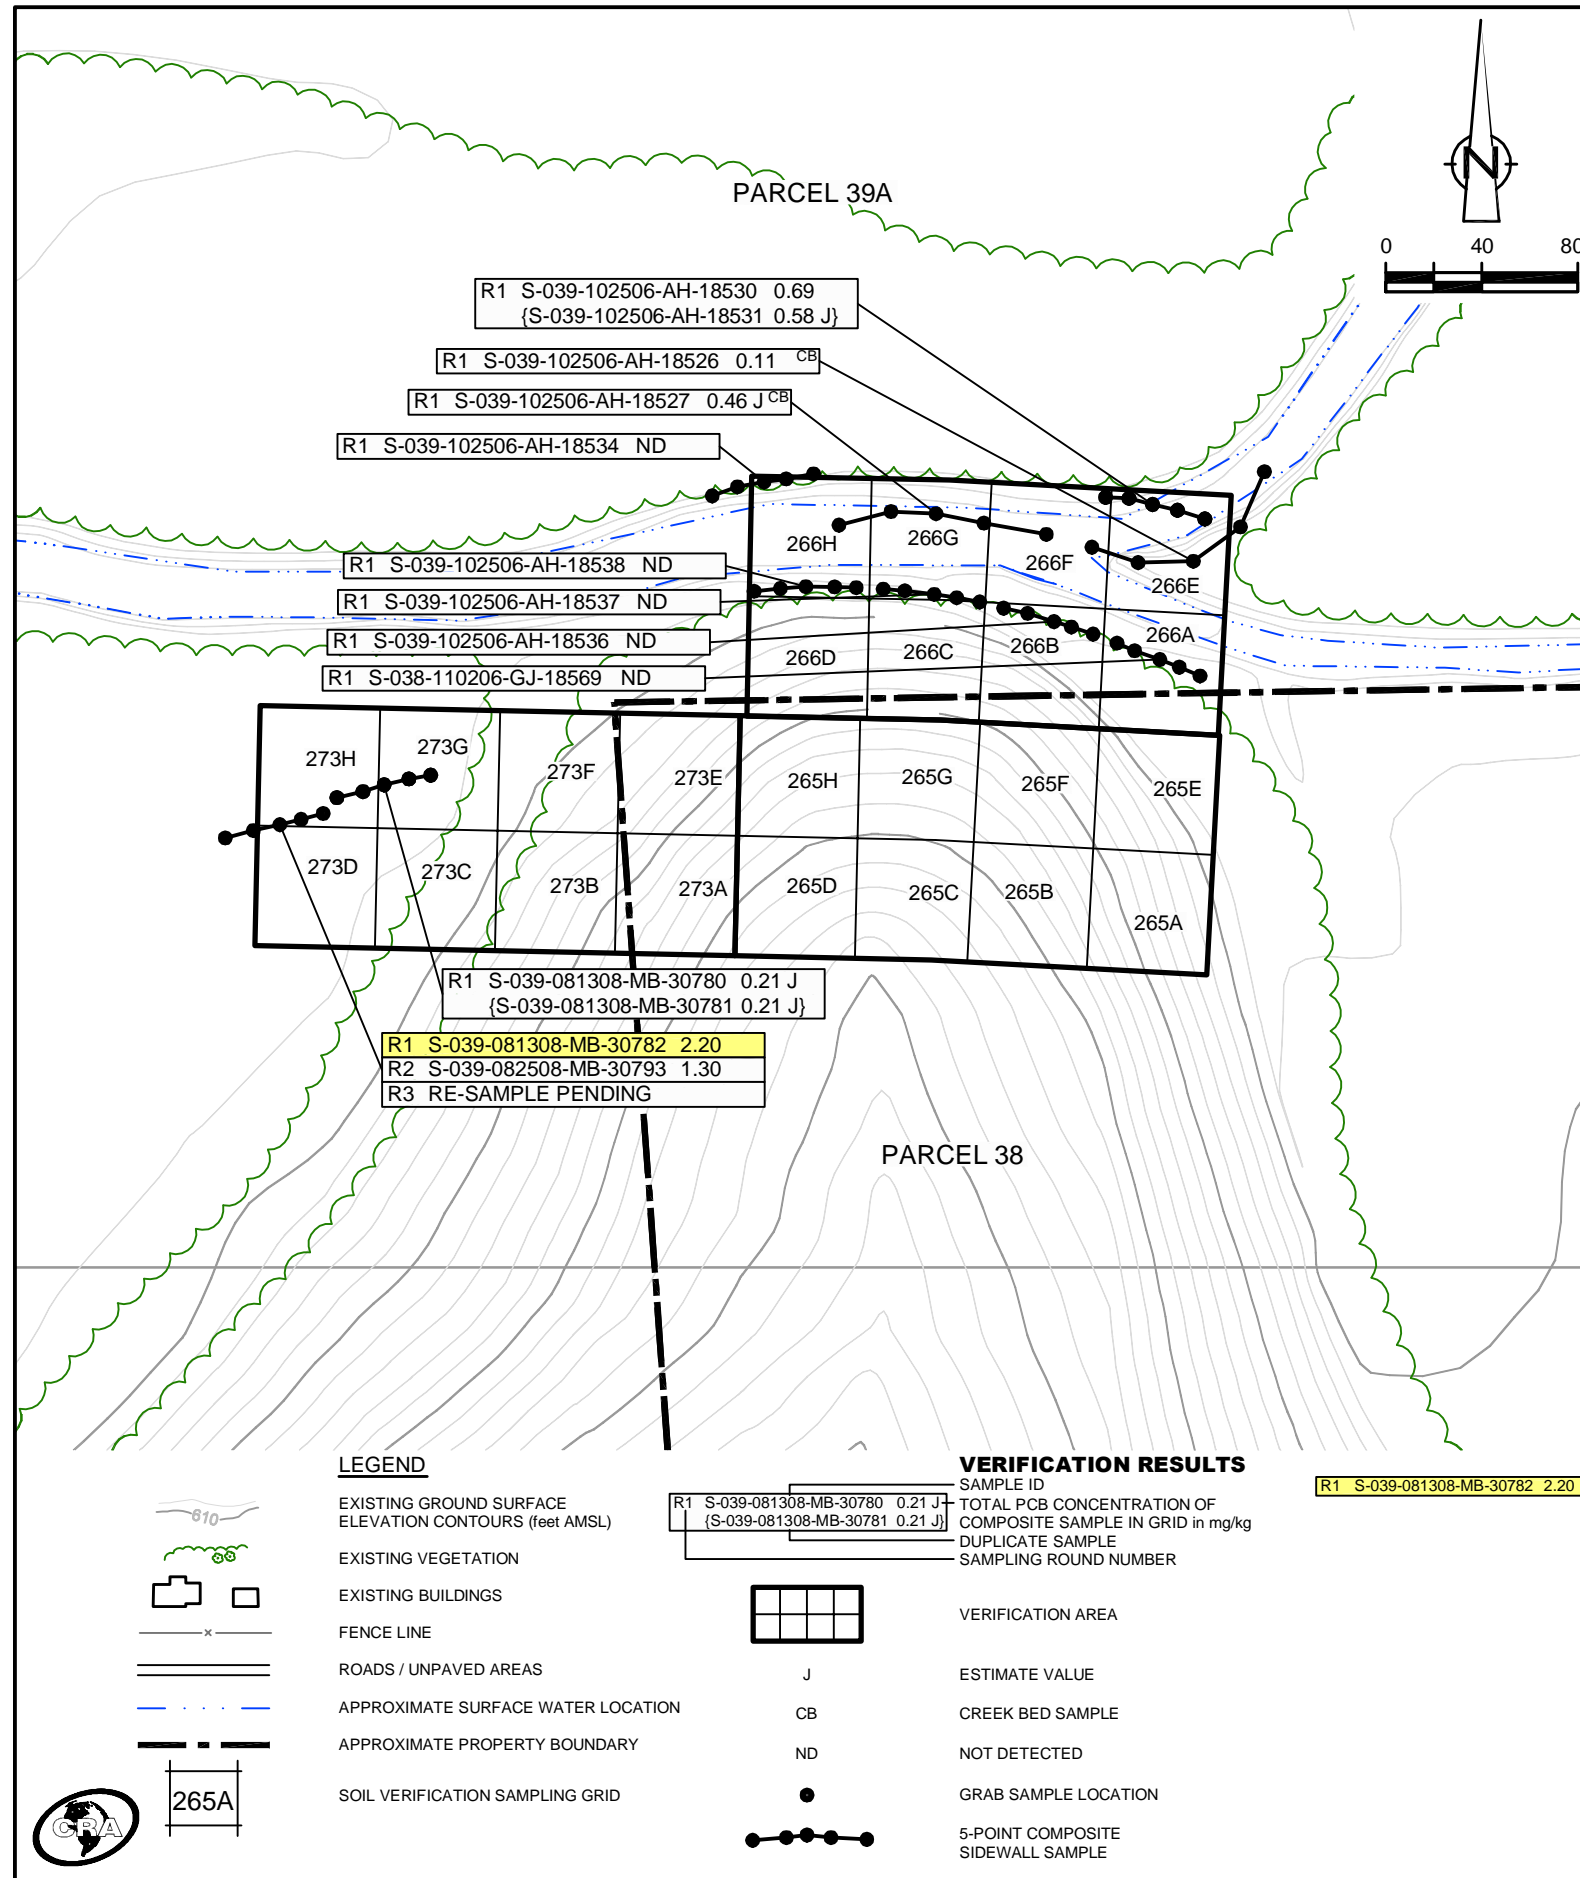 PARCEL 39A
N
0 40 80
R1 S-039-102506-AH-18530 0.69
{S-039-102506-AH-18531 0.58 J}
R1 S-039-102506-AH-18526 0.11 CB
R1 S-039-102506-AH-18527 0.46 J CB
R1 S-039-102506-AH-18534 ND
266H 266G 266F 266E
R1 S-039-102506-AH-18538 ND
R1 S-039-102506-AH-18537 ND
R1 S-039-102506-AH-18536 ND
R1 S-038-110206-GJ-18569 ND
266D 266C 266B 266A
273H 273G 273F 273E 265H 265G 265F 265E
273D 273C 273B 273A 265D 265C 265B 265A
R1 S-039-081308-MB-30780 0.21 J
{S-039-081308-MB-30781 0.21 J}
R1 S-039-081308-MB-30782 2.20
R2 S-039-082508-MB-30793 1.30
R3 RE-SAMPLE PENDING
PARCEL 38
LEGEND
610
EXISTING GROUND SURFACE
ELEVATION CONTOURS (feet AMSL)
EXISTING VEGETATION
EXISTING BUILDINGS
x
FENCE LINE
ROADS / UNPAVED AREAS
APPROXIMATE SURFACE WATER LOCATION
APPROXIMATE PROPERTY BOUNDARY
265A
SOIL VERIFICATION SAMPLING GRID
CRA
VERIFICATION RESULTS
R1 S-039-081308-MB-30780 0.21 J
{S-039-081308-MB-30781 0.21 J}
SAMPLE ID
TOTAL PCB CONCENTRATION OF
COMPOSITE SAMPLE IN GRID in mg/kg
DUPLICATE SAMPLE
SAMPLING ROUND NUMBER
R1 S-039-081308-MB-30782 2.20
VERIFICATION AREA
J ESTIMATE VALUE
CB CREEK BED SAMPLE
ND NOT DETECTED
GRAB SAMPLE LOCATION
5-POINT COMPOSITE
SIDEWALL SAMPLE